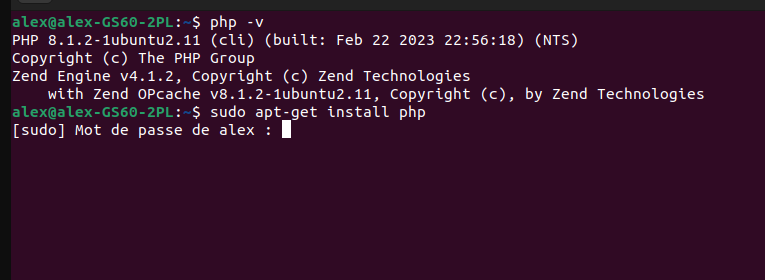 alex@alex-GS60-2PL:~$ php -v
PHP 8.1.2-1ubuntu2.11 (cli) (built: Feb 22 2023 22:56:18) (NTS)
Copyright (c) The PHP Group
Zend Engine v4.1.2, Copyright (c) Zend Technologies
    with Zend OPcache v8.1.2-1ubuntu2.11, Copyright (c), by Zend Technologies
alex@alex-GS60-2PL:~$ sudo apt-get install php
[sudo] Mot de passe de alex :